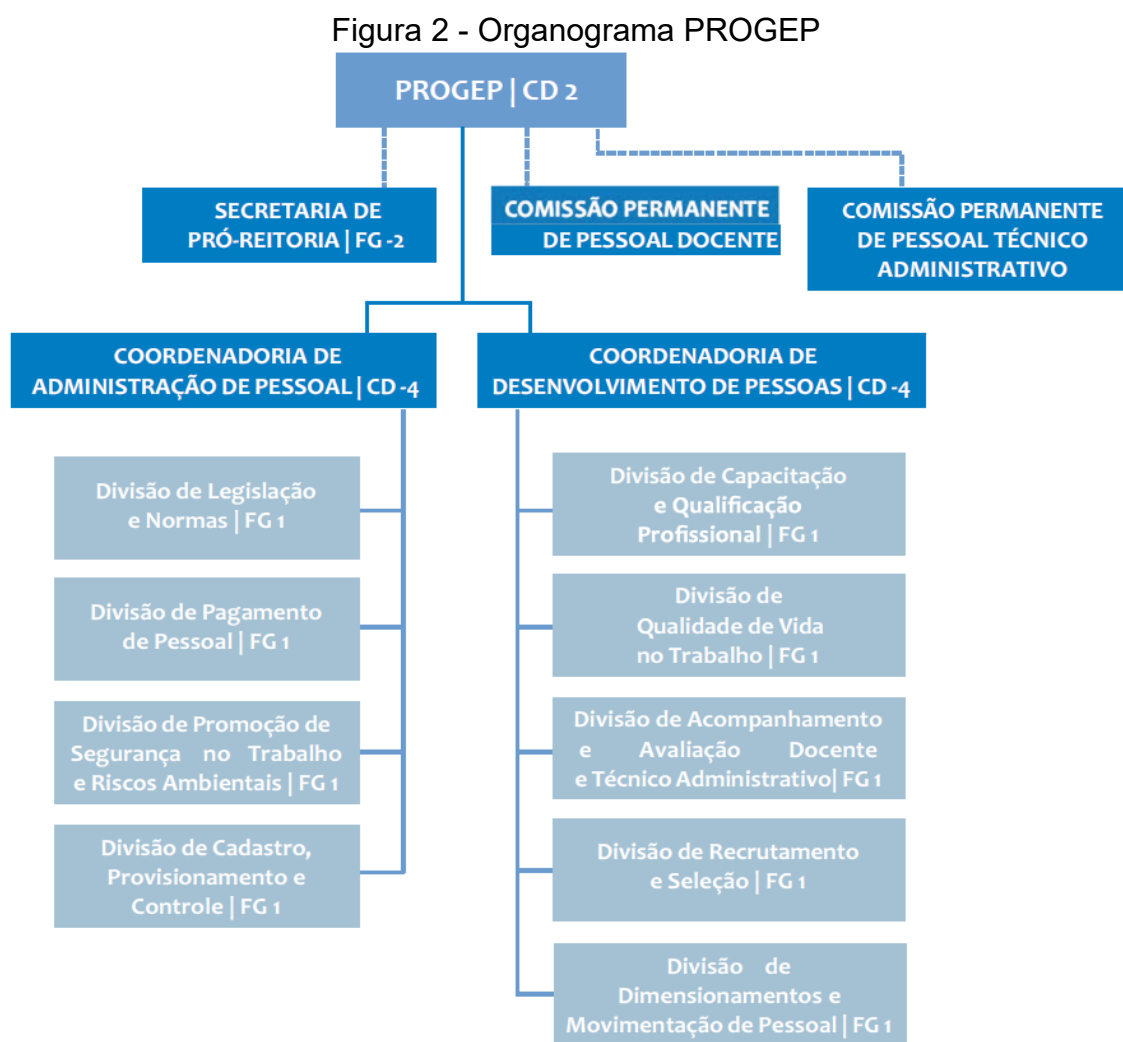 Figura 2 - Organograma PROGEP
PROGEP | CD 2
SECRETARIA DE
PRÓ-REITORIA | FG -2
COMISSÃO PERMANENTE
DE PESSOAL DOCENTE
COMISSÃO PERMANENTE
DE PESSOAL TÉCNICO
ADMINISTRATIVO
COORDENADORIA DE
ADMINISTRAÇÃO DE PESSOAL | CD -4
COORDENADORIA DE
DESENVOLVIMENTO DE PESSOAS | CD -4
Divisão de Legislação
e Normas | FG 1
Divisão de Pagamento
de Pessoal | FG 1
Divisão de Promoção de
Segurança no Trabalho
e Riscos Ambientais | FG 1
Divisão de Cadastro,
Provisionamento e
Controle | FG 1
Divisão de Capacitação
e Qualificação
Profissional | FG 1
Divisão de
Qualidade de Vida
no Trabalho | FG 1
Divisão de Acompanhamento
e Avaliação Docente
e Técnico Administrativo| FG 1
Divisão de Recrutamento
e Seleção | FG 1
Divisão de
Dimensionamentos e
Movimentação de Pessoal | FG 1